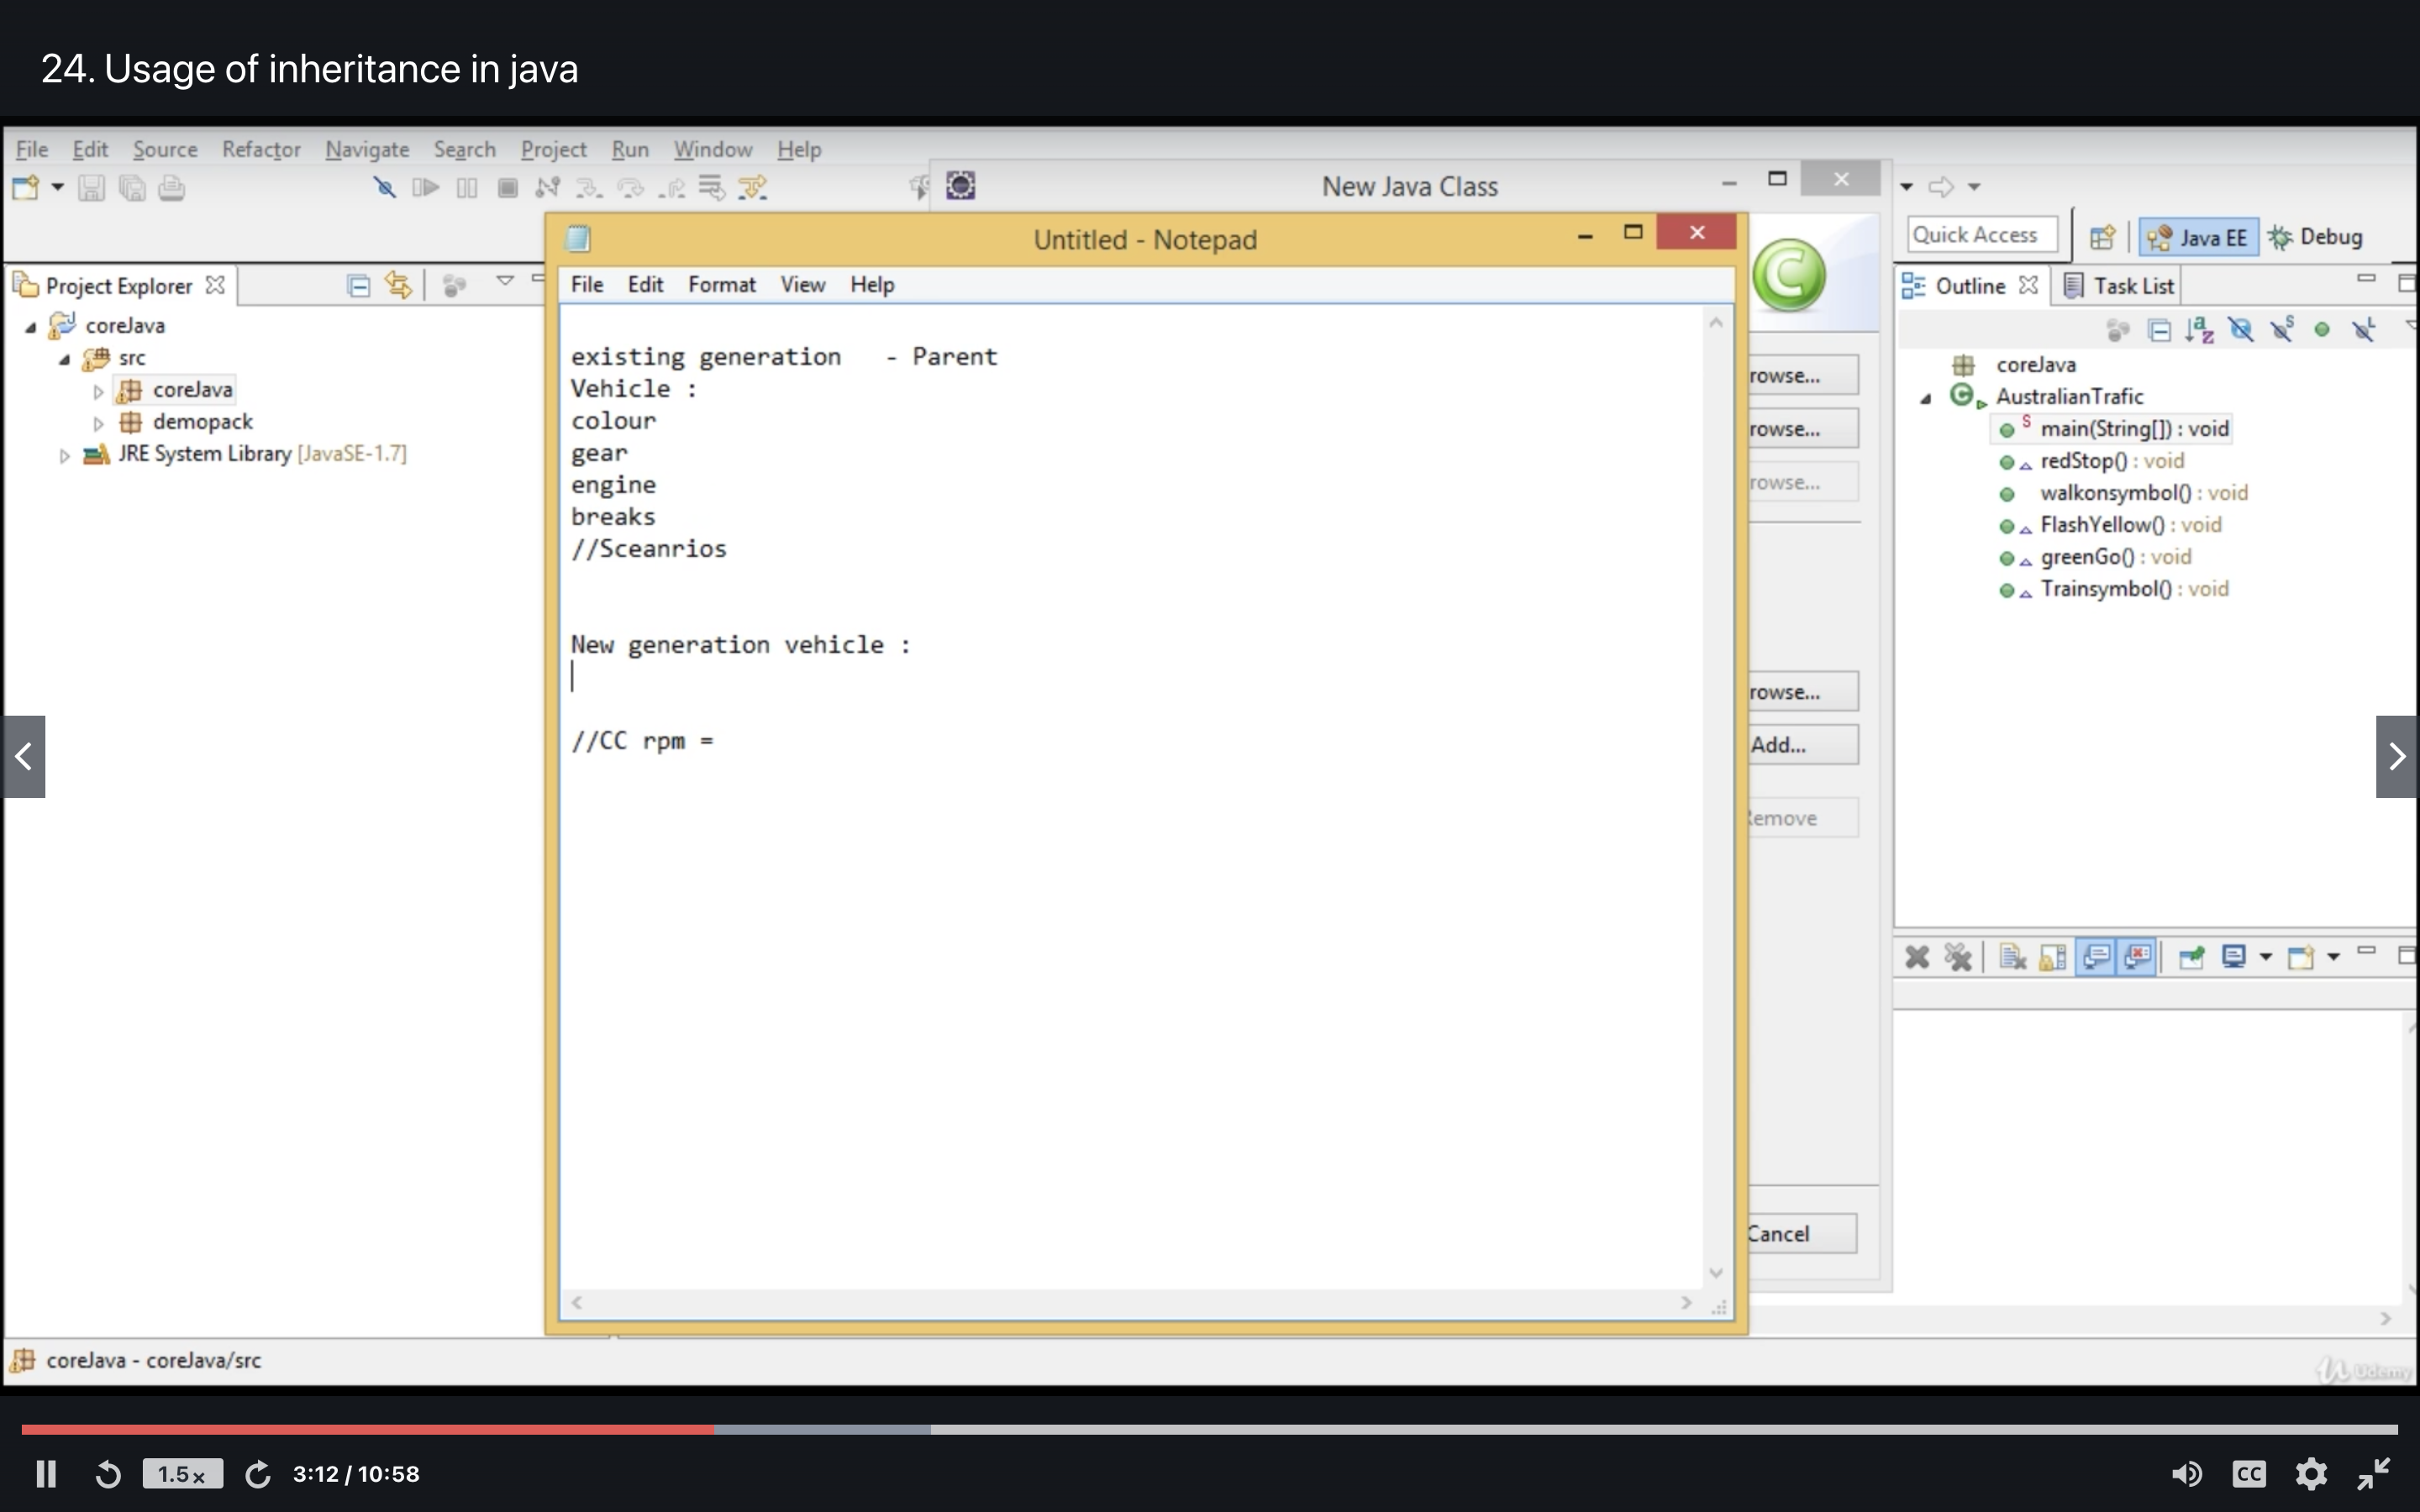 24. Usage of inheritance in java
File Edit Source Refactor Navigate Search Project Run Window Help
New Java Class
Quick Access
Java EE
Debug
Project Explorer
coreJava
src
coreJava
demopack
JRE System Library [JavaSE-1.7]
Untitled - Notepad
File Edit Format View Help
existing generation - Parent
Vehicle :
colour
gear
engine
breaks
//Sceanrios
New generation vehicle :
//CC rpm =
rowse...
rowse...
rowse...
rowse...
Add...
Remove
Cancel
Outline
Task List
coreJava
AustralianTrafic
main(String[]) : void
redStop() : void
walkonsymbol() : void
FlashYellow() : void
greenGo() : void
Trainsymbol() : void
coreJava - coreJava/src
Udemy
1.5x
3:12 / 10:58
CC